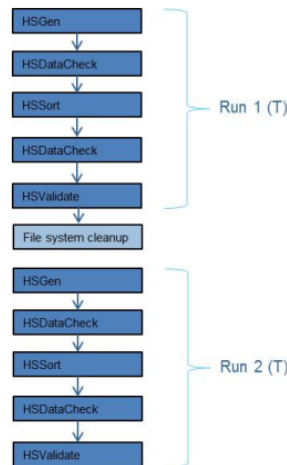 HSGen
HSDataCheck
HSSort
HSDataCheck
HSValidate
Run 1 (T)
File system cleanup
HSGen
HSDataCheck
HSSort
HSDataCheck
HSValidate
Run 2 (T)